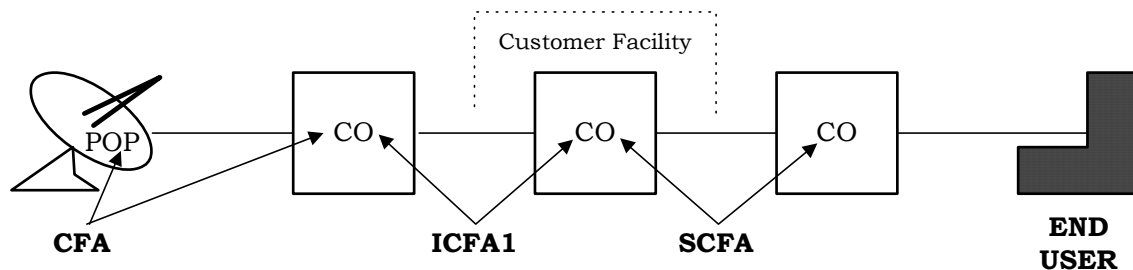 Customer Facility
POP
CO
CO
CO
CFA
ICFA1
SCFA
END
USER